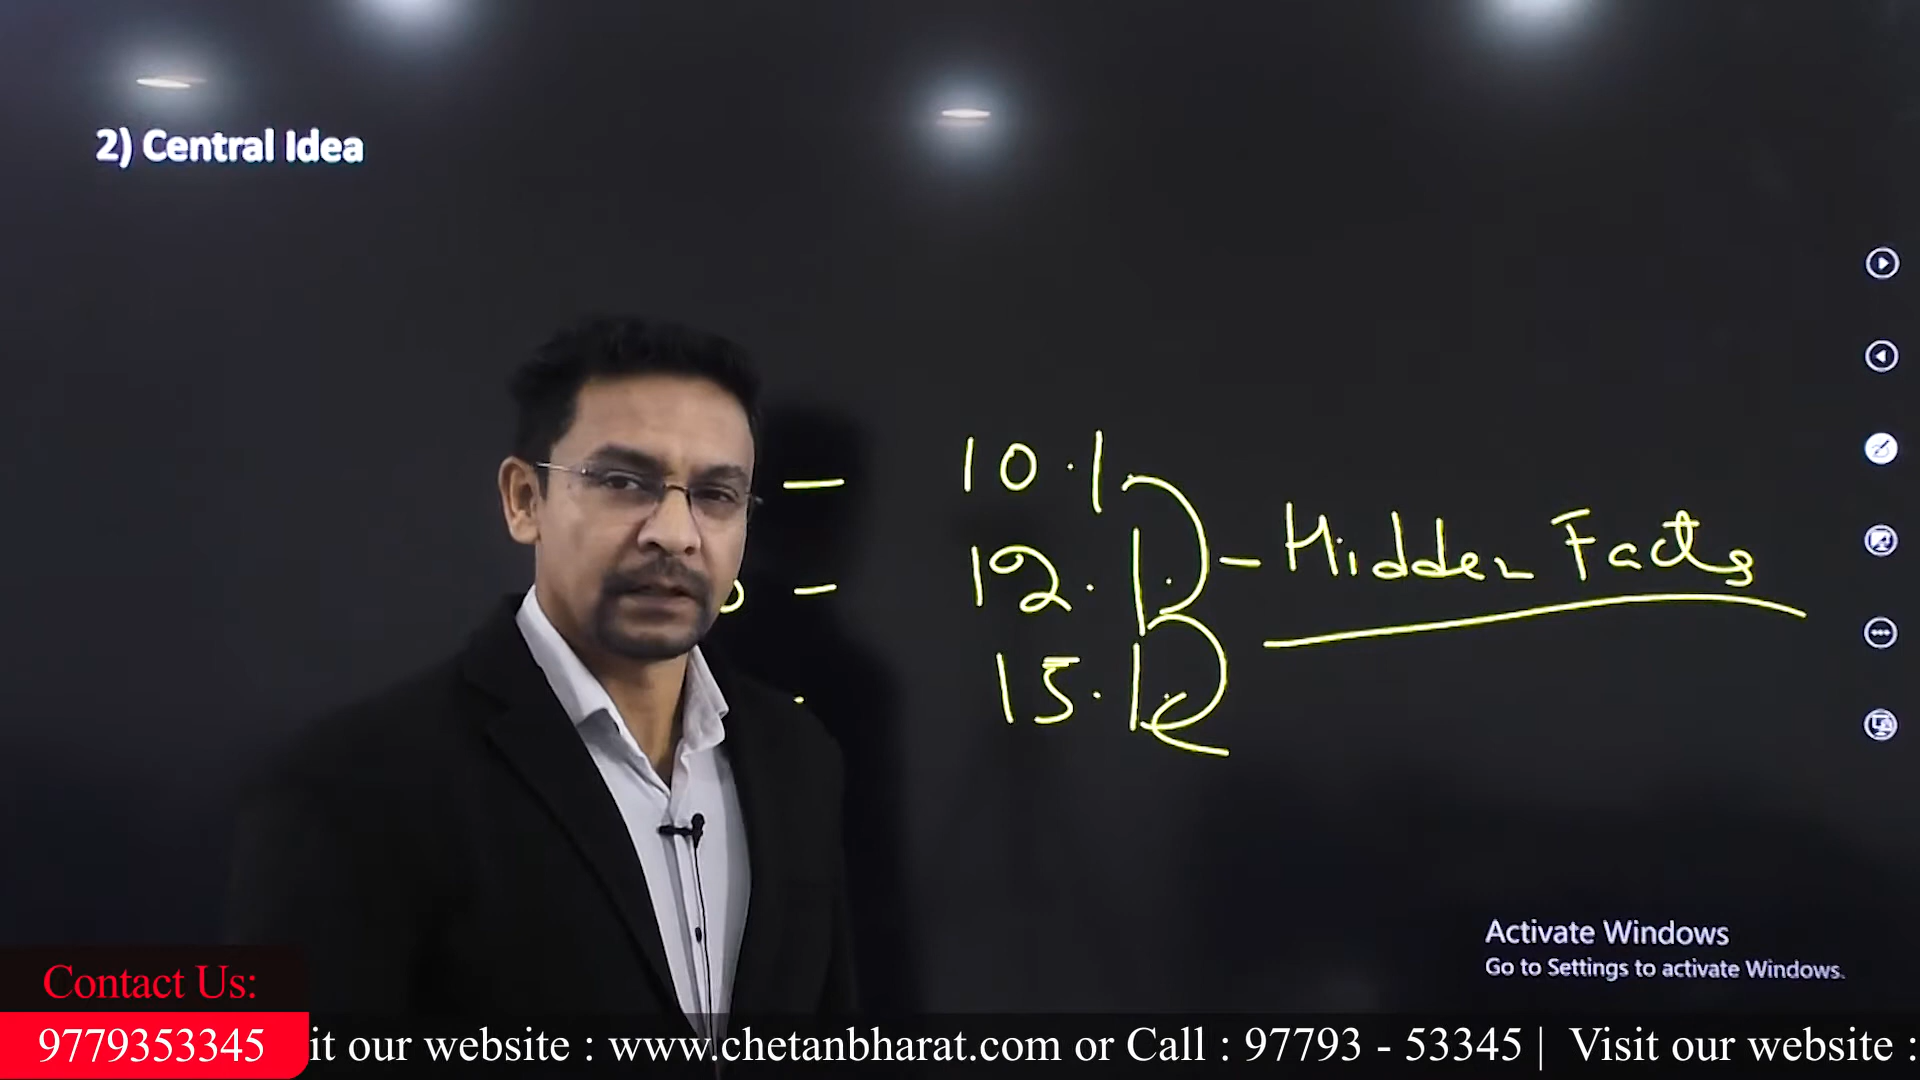 2) Central Idea
— 10.1
— 12.1
15.1
- Hidden Facts
Activate Windows
Go to Settings to activate Windows.
Contact Us:
9779353345
it our website : www.chetanbharat.com or Call : 97793 - 53345 | Visit our website :